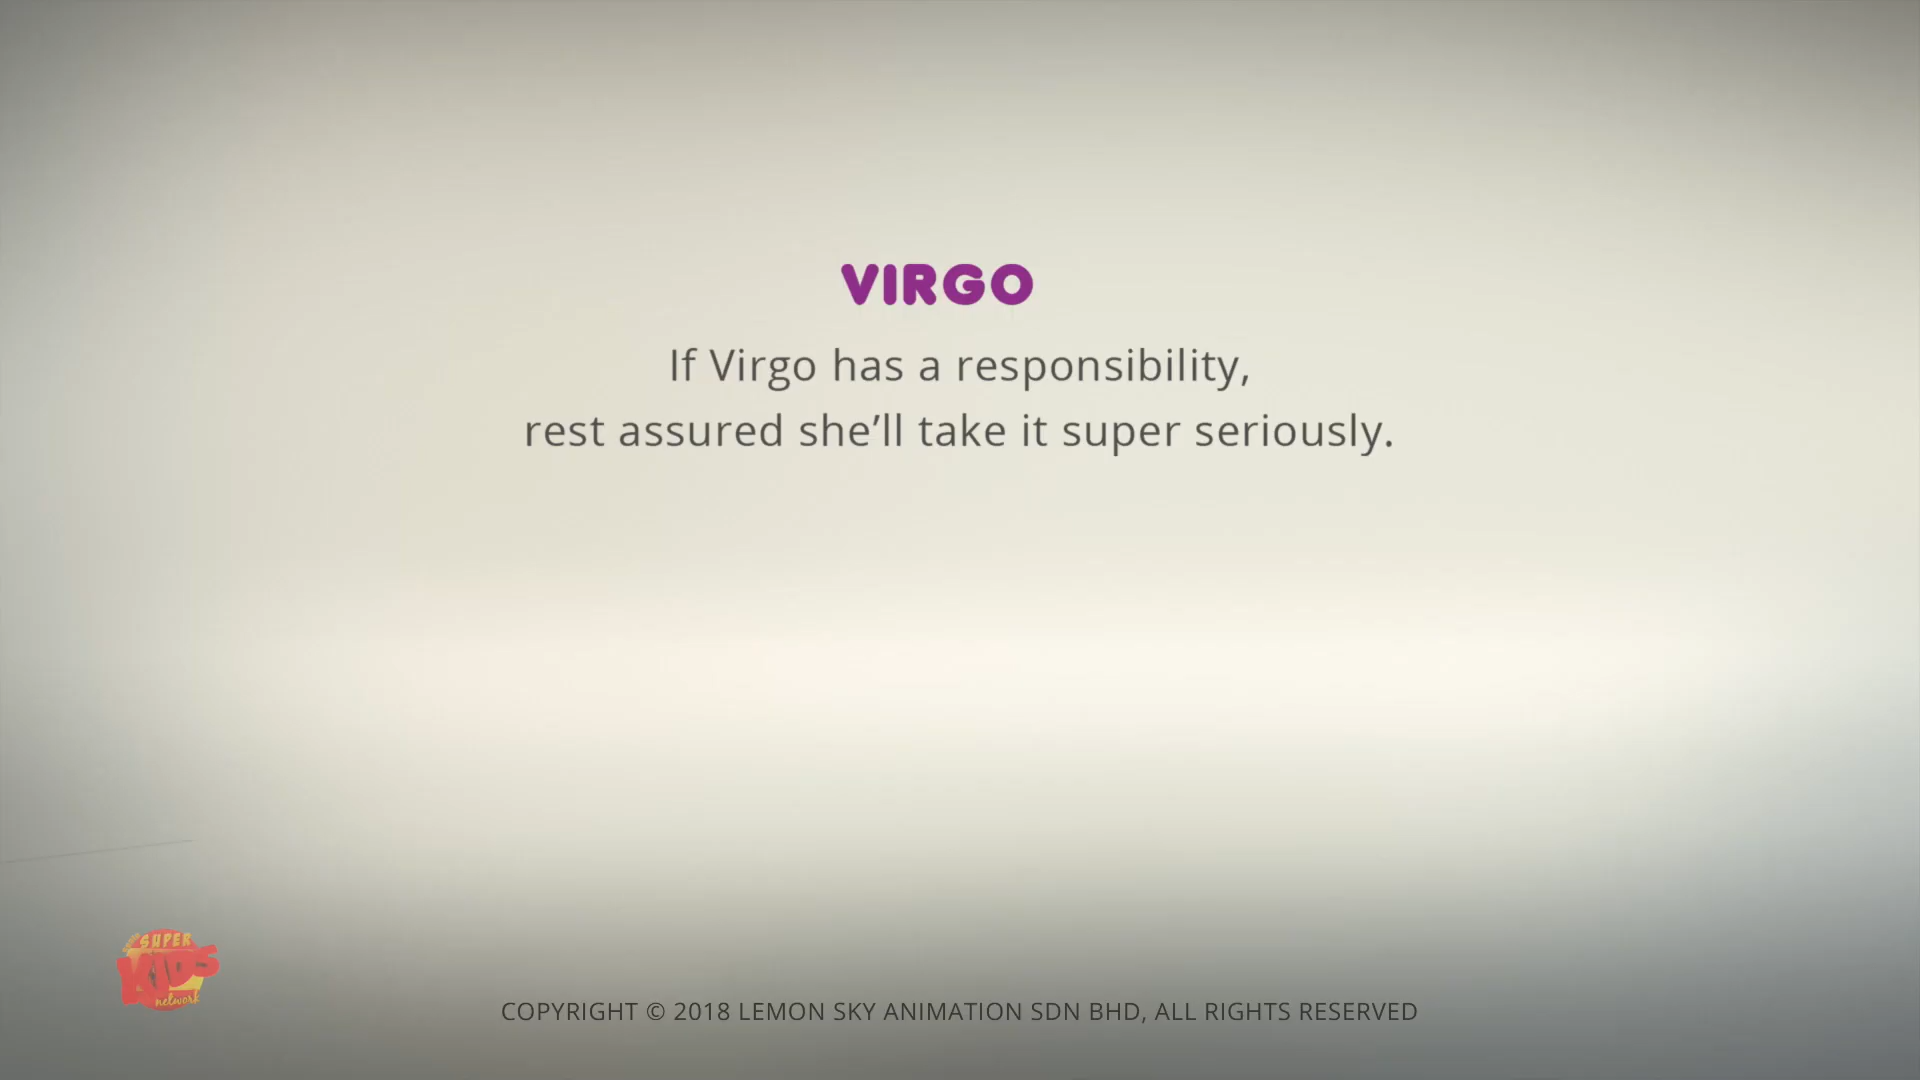 VIRGO
If Virgo has a responsibility,
rest assured she’ll take it super seriously.
SUPER
KIDS
network
COPYRIGHT © 2018 LEMON SKY ANIMATION SDN BHD, ALL RIGHTS RESERVED